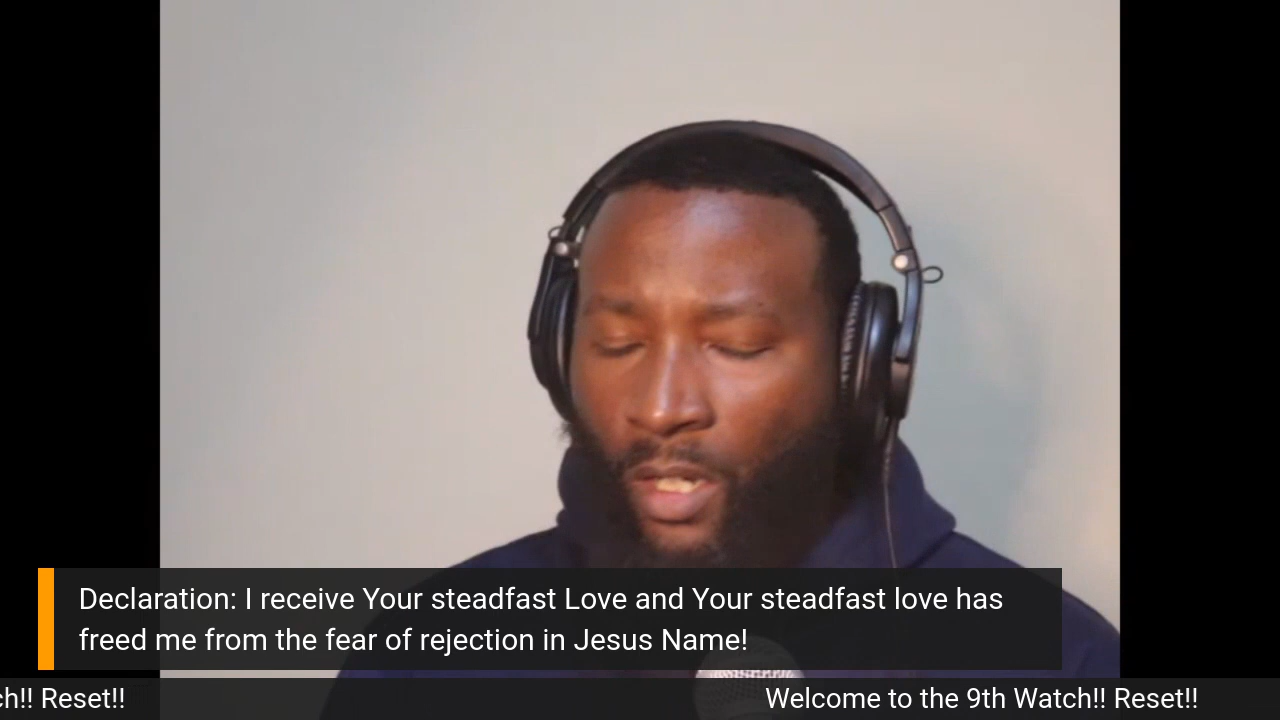 Declaration: I receive Your steadfast Love and Your steadfast love has
freed me from the fear of rejection in Jesus Name!
ch!! Reset!! Welcome to the 9th Watch!! Reset!!